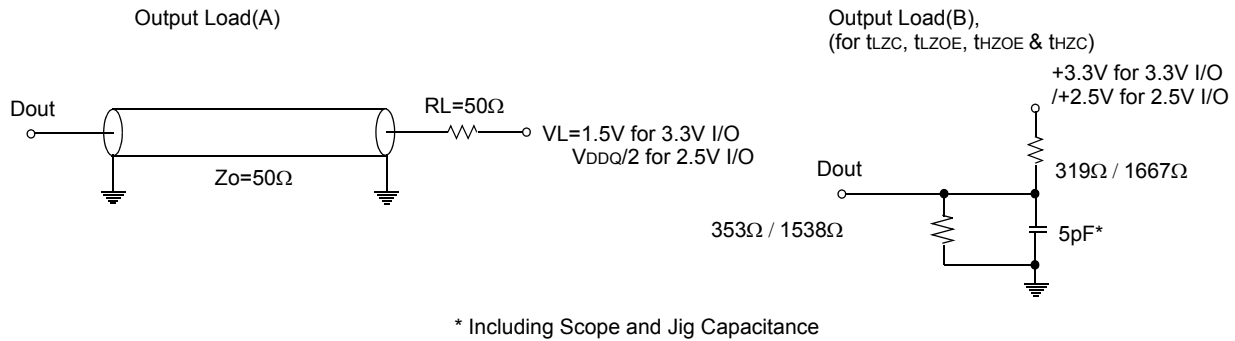 Output Load(A)
Dout
Zo=50Ω
RL=50Ω
VL=1.5V for 3.3V I/O
VDDQ/2 for 2.5V I/O
Output Load(B),
(for tLZC, tLZOE, tHZOE & tHZC)
+3.3V for 3.3V I/O
/+2.5V for 2.5V I/O
319Ω / 1667Ω
Dout
353Ω / 1538Ω
5pF*
* Including Scope and Jig Capacitance